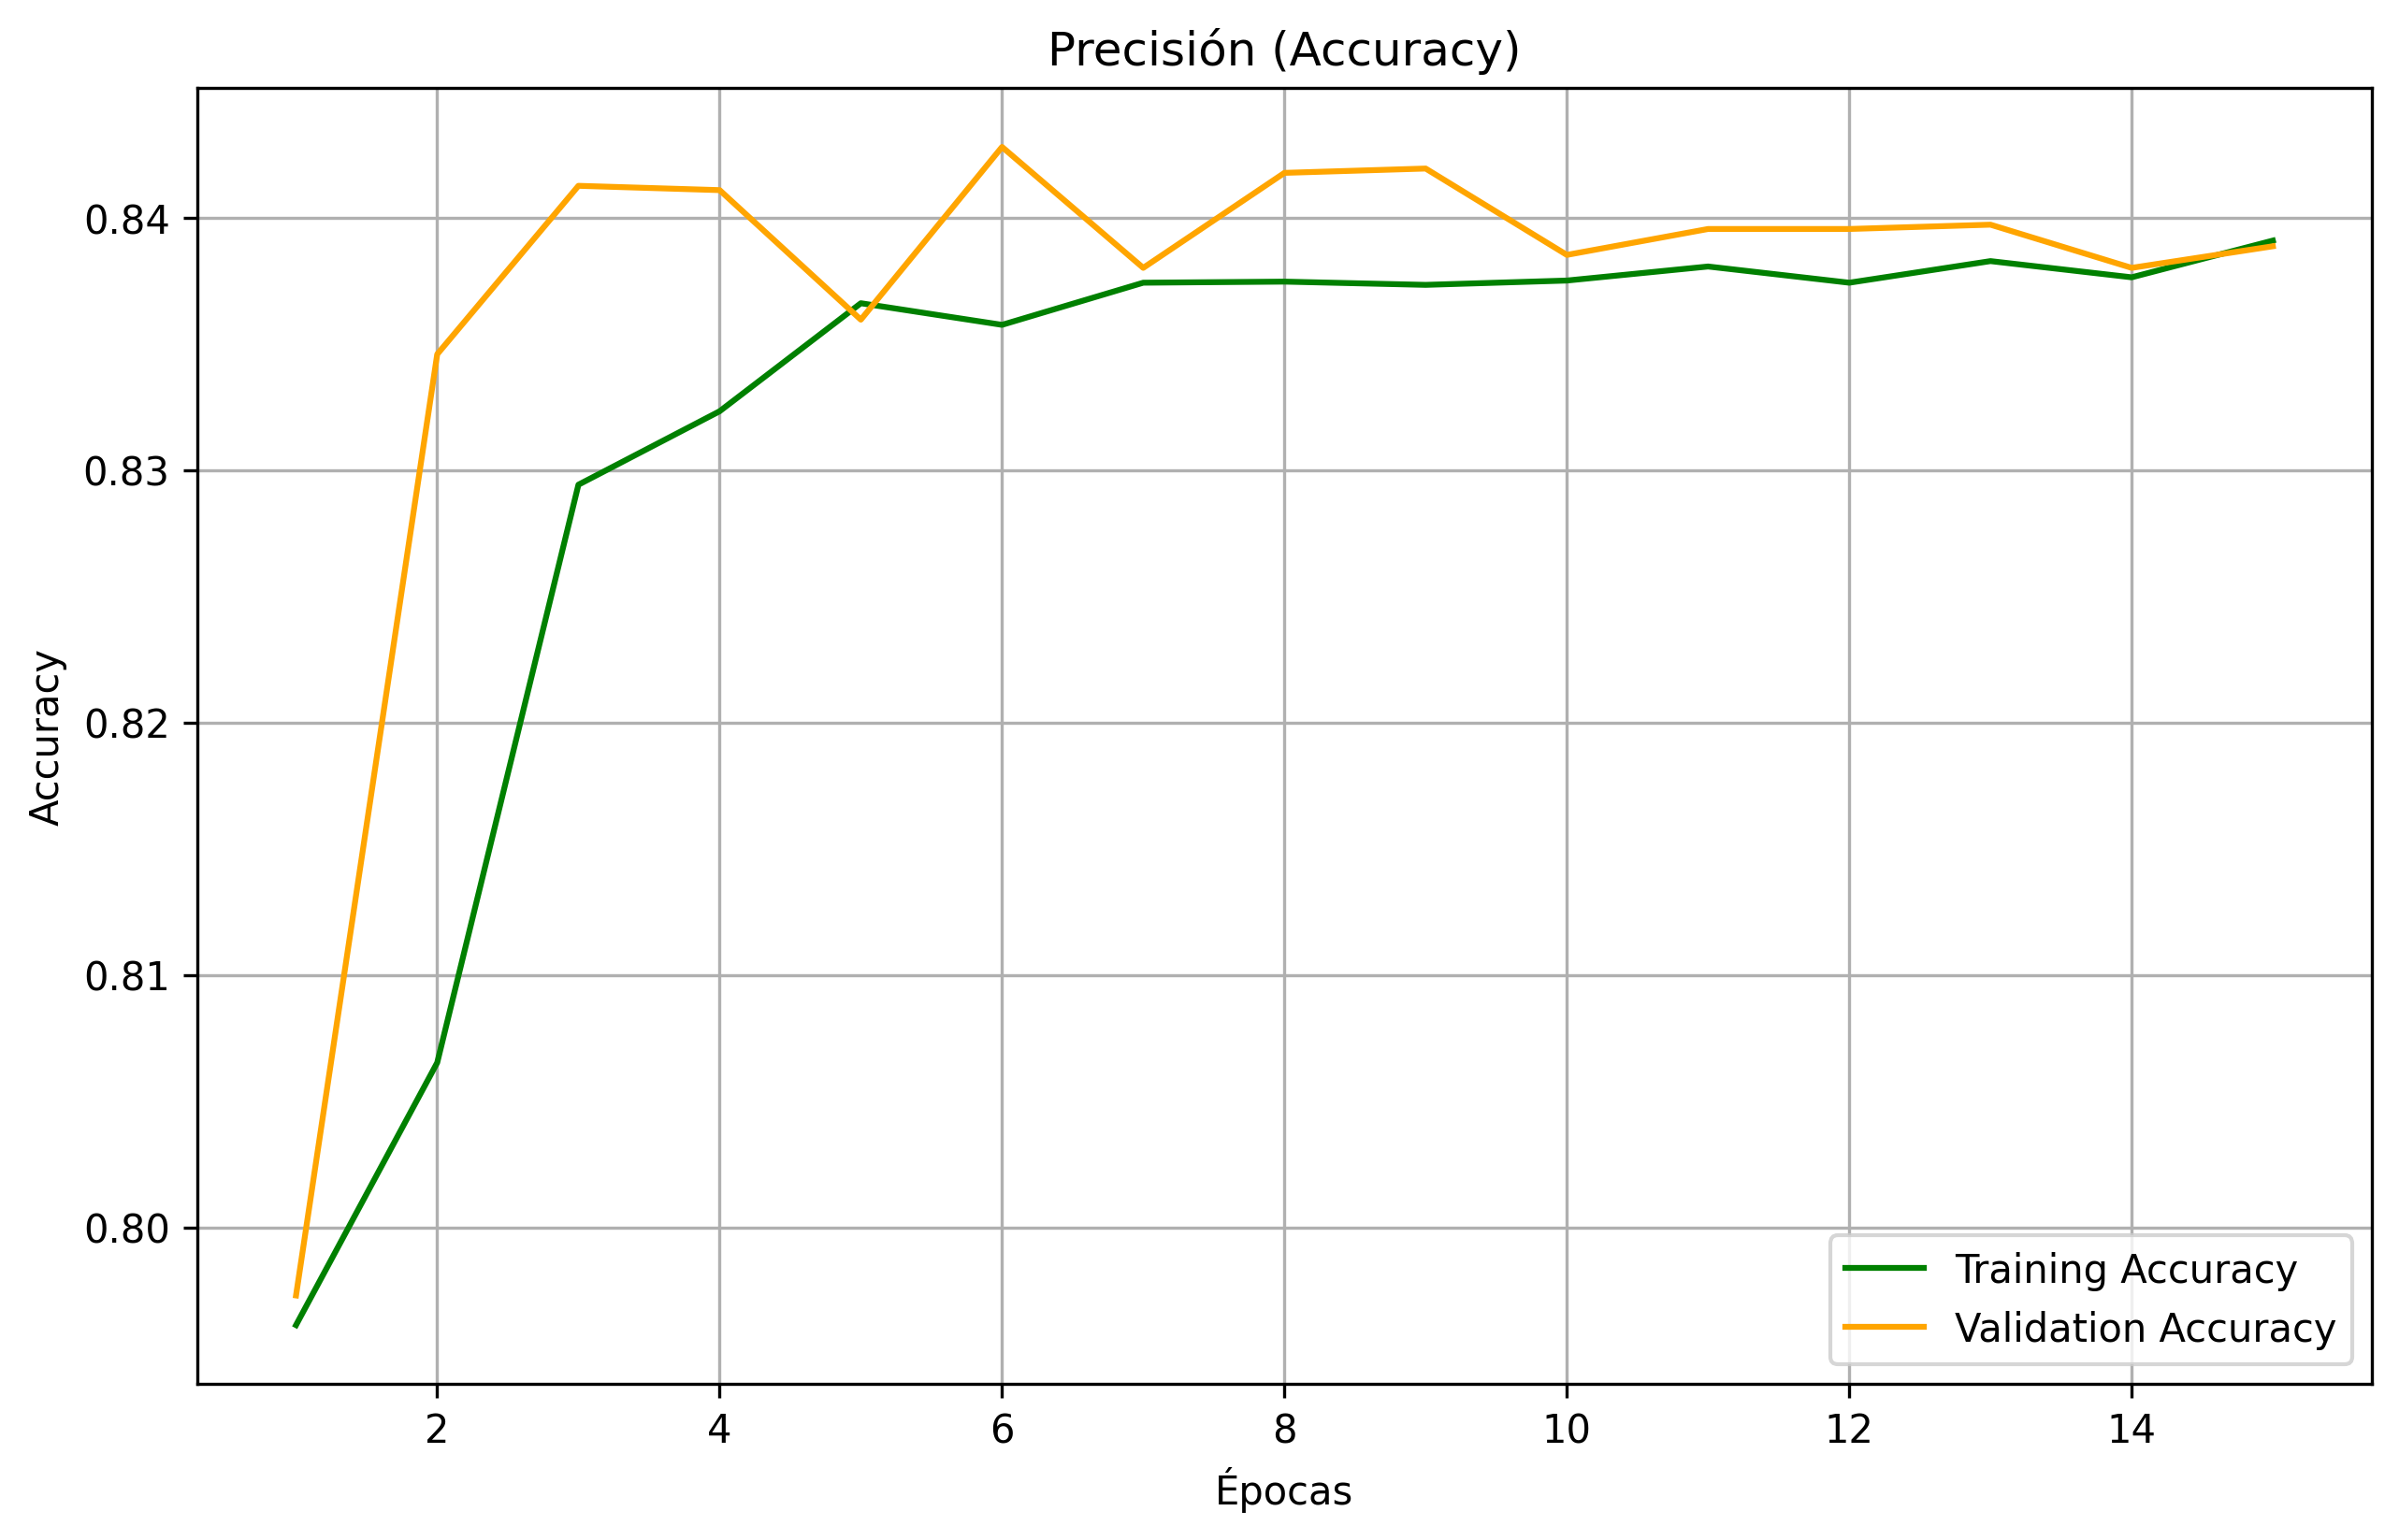 Precisión (Accuracy)
Accuracy
0.84
0.83
0.82
0.81
0.80
2
4
6
8
10
12
14
Épocas
Training Accuracy
Validation Accuracy